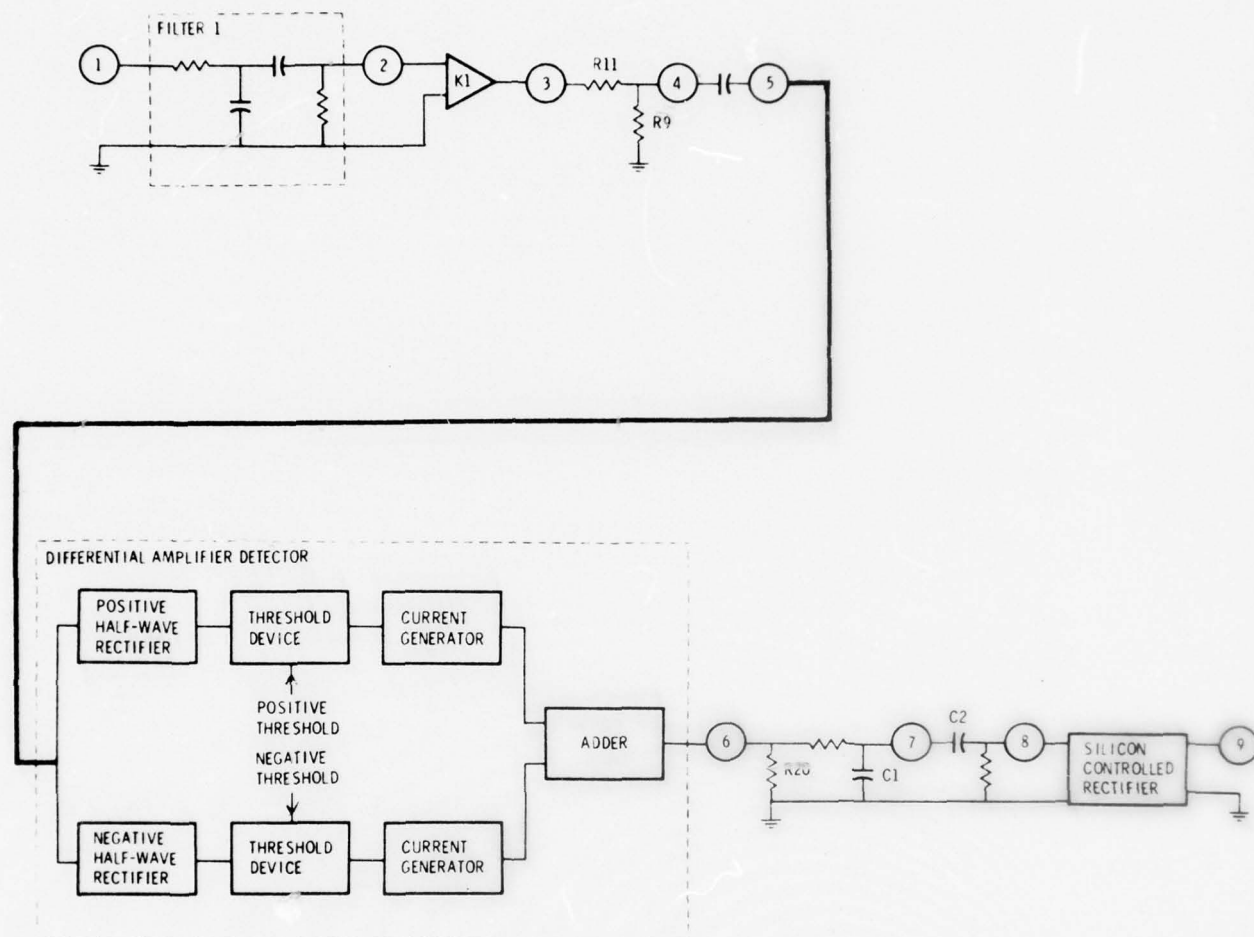 FILTER 1
1
2
K1
3
R11
4
5
R9
DIFFERENTIAL AMPLIFIER DETECTOR
POSITIVE
HALF-WAVE
RECTIFIER
THRESHOLD
DEVICE
CURRENT
GENERATOR
POSITIVE
THRESHOLD
NEGATIVE
THRESHOLD
ADDER
6
R20
7
C1
C2
8
SILICON
CONTROLLED
RECTIFIER
9
NEGATIVE
HALF-WAVE
RECTIFIER
THRESHOLD
DEVICE
CURRENT
GENERATOR